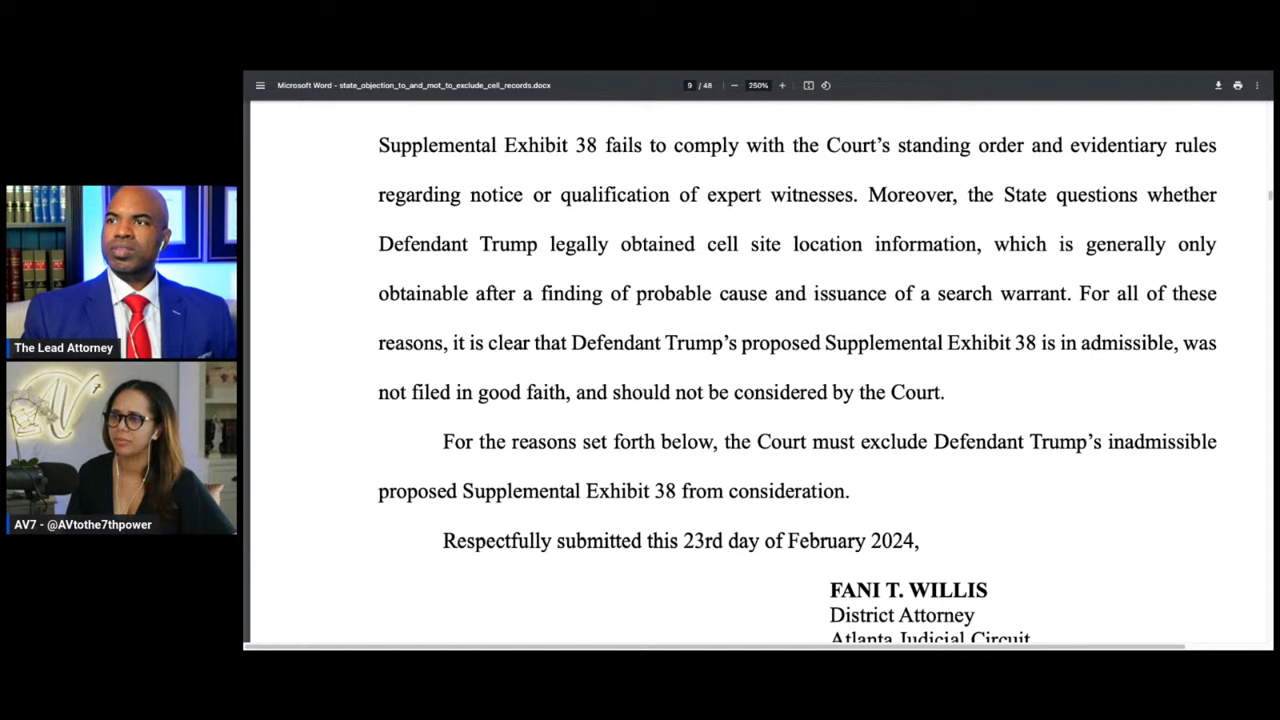 Microsoft Word - state_objection_to_and_mot_to_exclude_cell_records.docx
9 / 48
250%
Supplemental Exhibit 38 fails to comply with the Court's standing order and evidentiary rules
regarding notice or qualification of expert witnesses. Moreover, the State questions whether
Defendant Trump legally obtained cell site location information, which is generally only
obtainable after a finding of probable cause and issuance of a search warrant. For all of these
reasons, it is clear that Defendant Trump's proposed Supplemental Exhibit 38 is in admissible, was
not filed in good faith, and should not be considered by the Court.
For the reasons set forth below, the Court must exclude Defendant Trump's inadmissible
proposed Supplemental Exhibit 38 from consideration.
Respectfully submitted this 23rd day of February 2024,
FANI T. WILLIS
District Attorney
Atlanta Judicial Circuit
The Lead Attorney
AV7
AV7 - @AVtothe7thpower